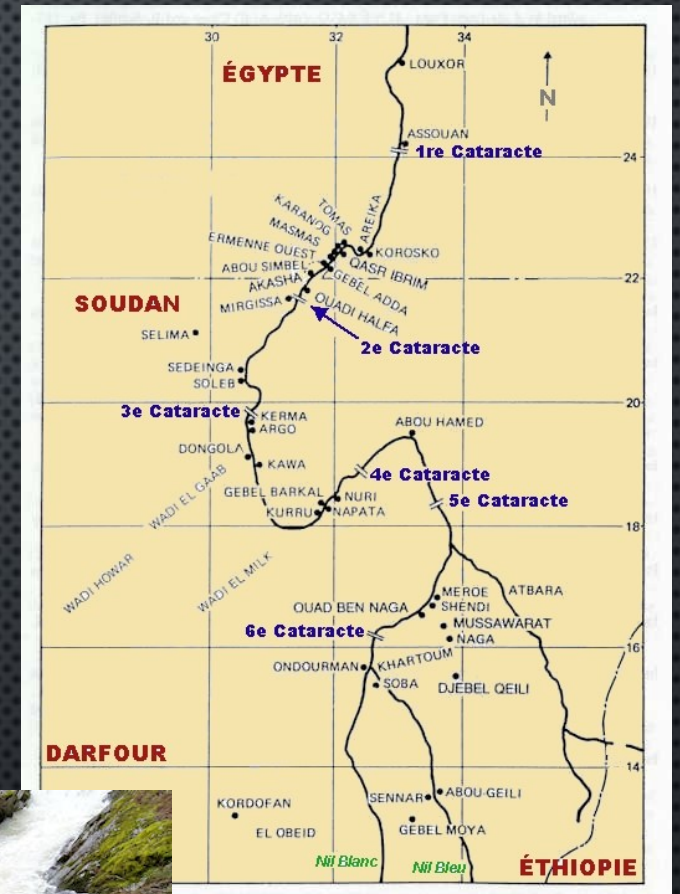 30
32
34
ÉGYPTE
LOUXOR
N
ASSOUAN
1re Cataracte
24
TOMAS
KARANOG
AREIKA
MASMAS
ERMENNE OUEST
KOROSKO
QASR IBRIM
ABOU SIMBEL
GEBEL ADDA
22
AKASHA
SOUDAN
MIRGISSA
OUADI HALFA
SELIMA
2e Cataracte
SEDEINGA
SOLEB
20
3e Cataracte
KERMA
ARGO
ABOU HAMED
DONGOLA
KAWA
4e Cataracte
WADI EL GAAB
GEBEL BARKAL
NURI
5e Cataracte
KURRU
NAPATA
18
WADI HOWAR
WADI EL MILK
MEROE
ATBARA
OUAD BEN NAGA
SHENDI
MUSSAWARAT
6e Cataracte
NAGA
16
ONDOURMAN
KHARTOUM
SOBA
DJEBEL QEILI
DARFOUR
14
KORDOFAN
SENNAR
ABOU-GEILI
EL OBEID
GEBEL MOYA
Nil Blanc
Nil Bleu
ÉTHIOPIE